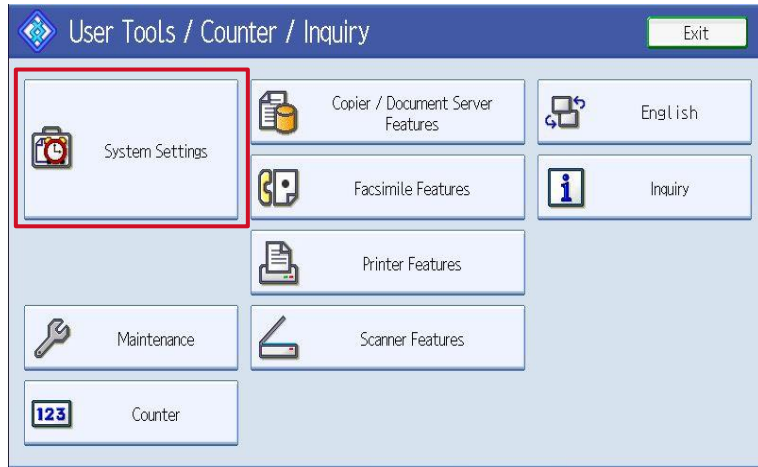 User Tools / Counter / Inquiry
Exit
System Settings
Copier / Document Server
Features
English
Facsimile Features
Inquiry
Printer Features
Maintenance
Scanner Features
123
Counter